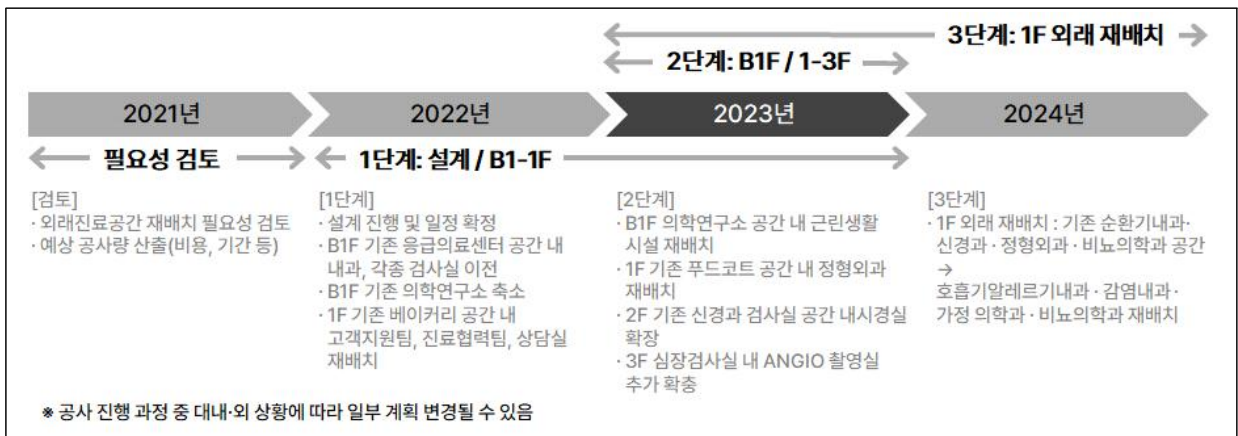 3단계: 1F 외래 재배치
2단계: B1F / 1-3F
2021년
2022년
2023년
2024년
필요성 검토
1단계: 설계 / B1-1F
[검토]
· 외래진료공간 재배치 필요성 검토
· 예상 공사량 산출(비용, 기간 등)
[1단계]
· 설계 진행 및 일정 확정
· B1F 기존 응급의료센터 공간 내
내과, 각종 검사실 이전
· B1F 기존 의학연구소 축소
· 1F 기존 베이커리 공간 내
고객지원팀, 진료협력팀, 상담실
재배치
[2단계]
· B1F 의학연구소 공간 내 근린생활
시설 재배치
· 1F 기존 푸드코트 공간 내 정형외과
재배치
· 2F 기존 신경과 검사실 공간 내시경실
확장
· 3F 심장검사실 내 ANGIO 촬영실
추가 확충
[3단계]
· 1F 외래 재배치 : 기존 순환기내과·
신경과 · 정형외과 · 비뇨의학과 공간
→
호흡기알레르기내과 · 감염내과 ·
가정 의학과 · 비뇨의학과 재배치
※ 공사 진행 과정 중 대내·외 상황에 따라 일부 계획 변경될 수 있음